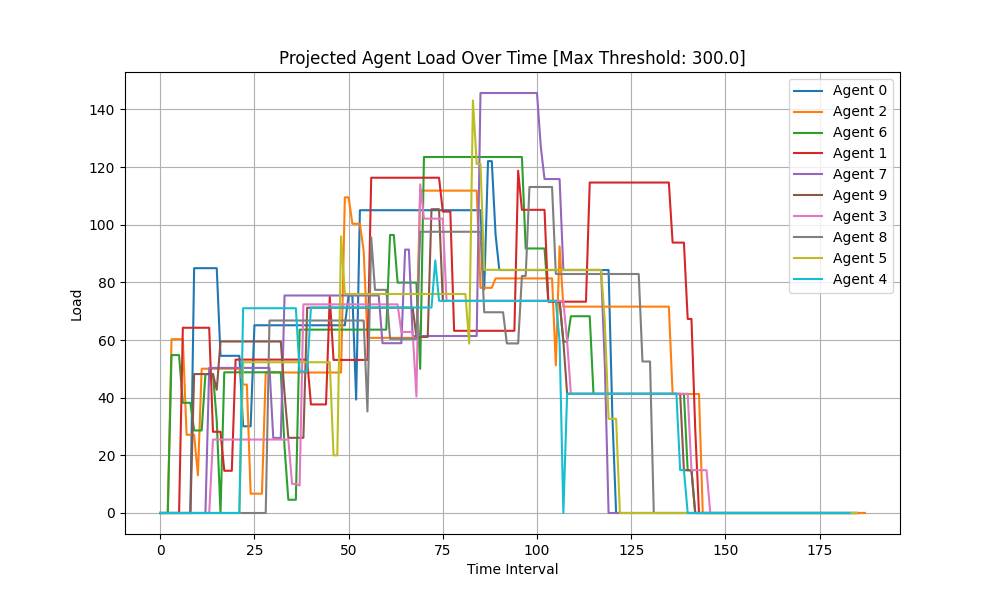 Projected Agent Load Over Time [Max Threshold: 300.0]
Load
140
120
100
80
60
40
20
0
0 25 50 75 100 125 150 175
Time Interval
Agent 0
Agent 2
Agent 6
Agent 1
Agent 7
Agent 9
Agent 3
Agent 8
Agent 5
Agent 4